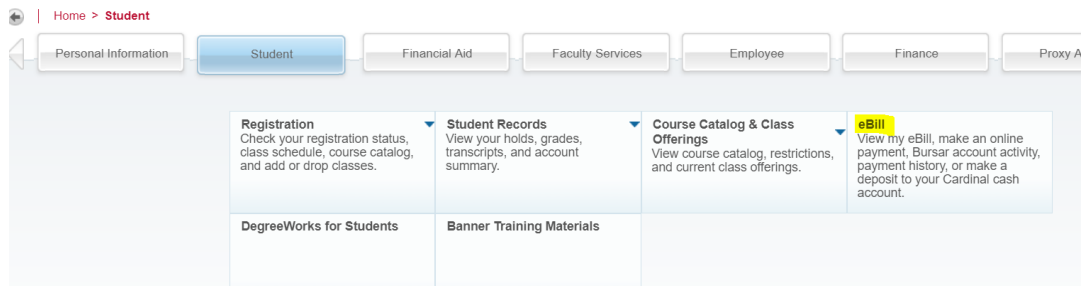 Home > Student
Personal Information
Student
Financial Aid
Faculty Services
Employee
Finance
Proxy A
Registration
Check your registration status,
class schedule, course catalog,
and add or drop classes.
Student Records
View your holds, grades,
transcripts, and account
summary.
Course Catalog & Class
Offerings
View course catalog, restrictions,
and current class offerings.
eBill
View my eBill, make an online
payment, Bursar account activity,
payment history, or make a
deposit to your Cardinal cash
account.
DegreeWorks for Students
Banner Training Materials